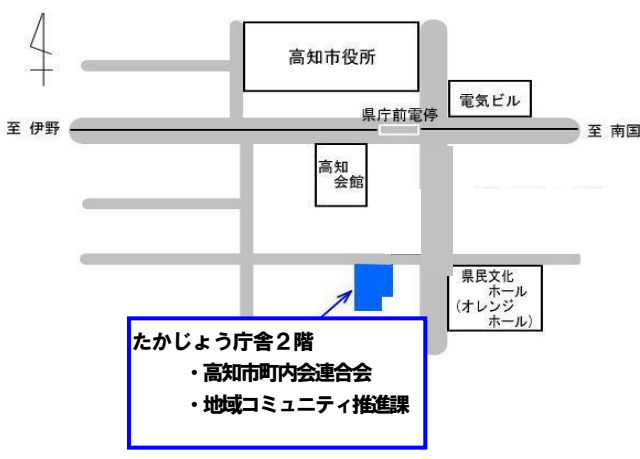 高知市役所
電気ビル
県庁前電停
至 伊野
至 南国
高知
会館
県民文化
ホール
(オレンジ
ホール)
たかじょう庁舎2階
・高知市町内会連合会
・地域コミュニティ推進課